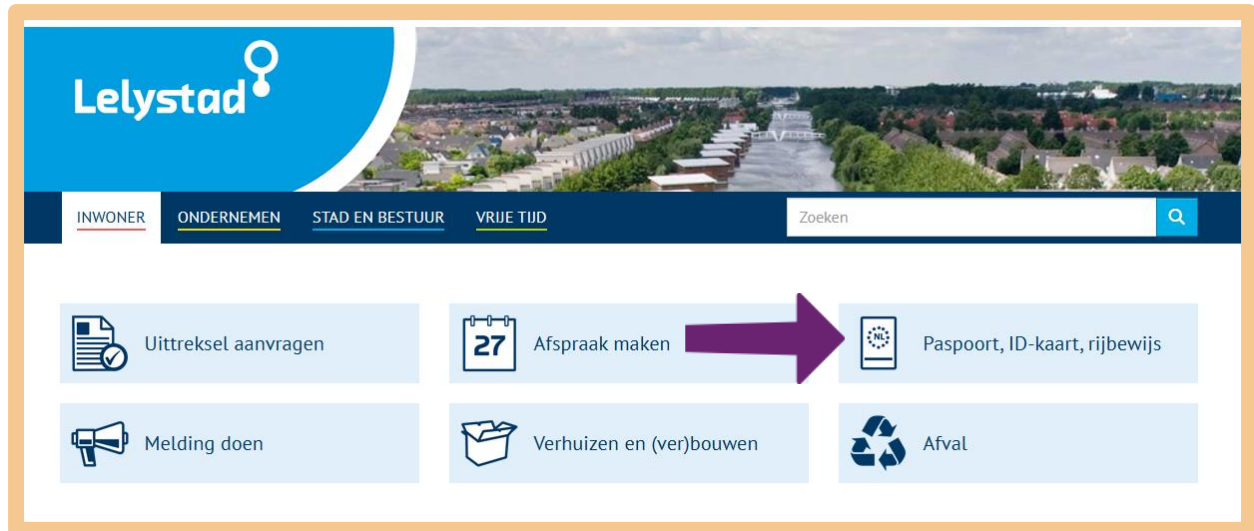 Lelystad
INWONER ONDERNEMEN STAD EN BESTUUR VRIJE TIJD Zoeken
Uittreksel aanvragen
27 Afspraak maken
NL Paspoort, ID-kaart, rijbewijs
Melding doen
Verhuizen en (ver)bouwen
Afval